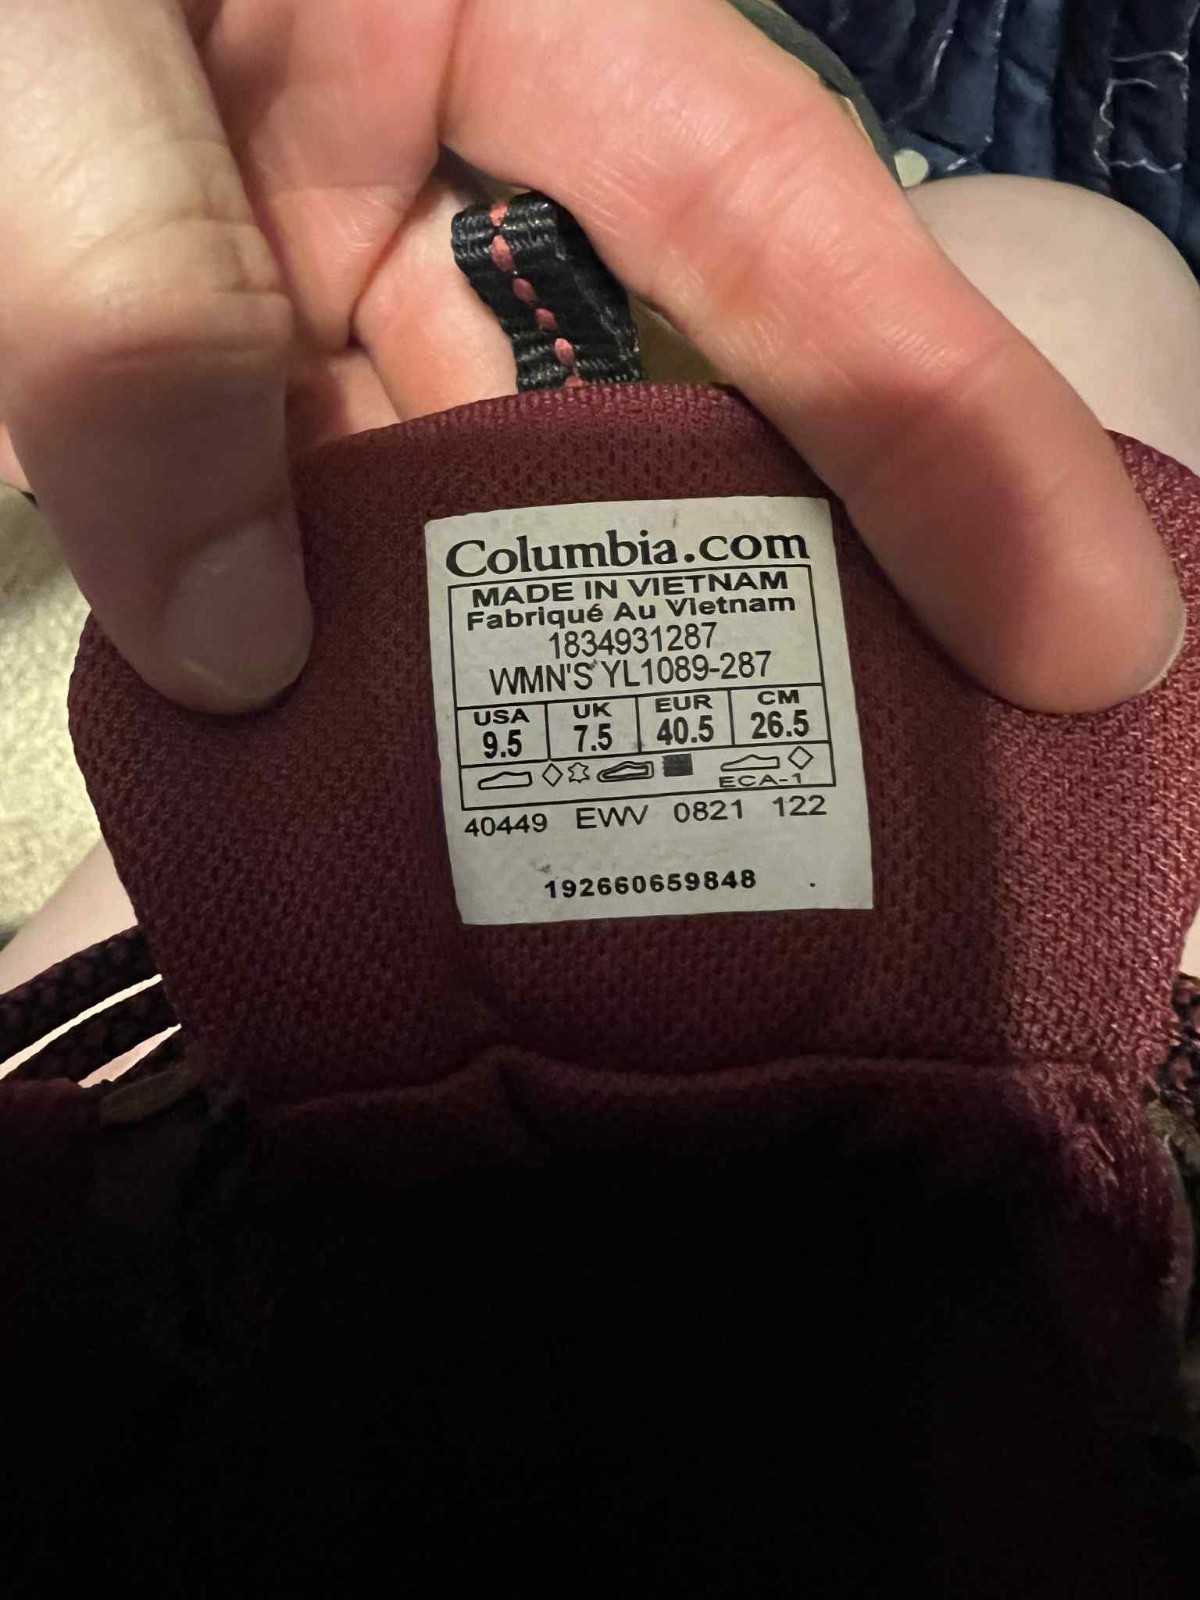 Columbia.com
MADE IN VIETNAM
Fabriqué Au Vietnam
1834931287
WMN'S YL1089-287
USA UK EUR CM
9.5 7.5 40.5 26.5
ECA-1
40449 EWV 0821 122
192660659848